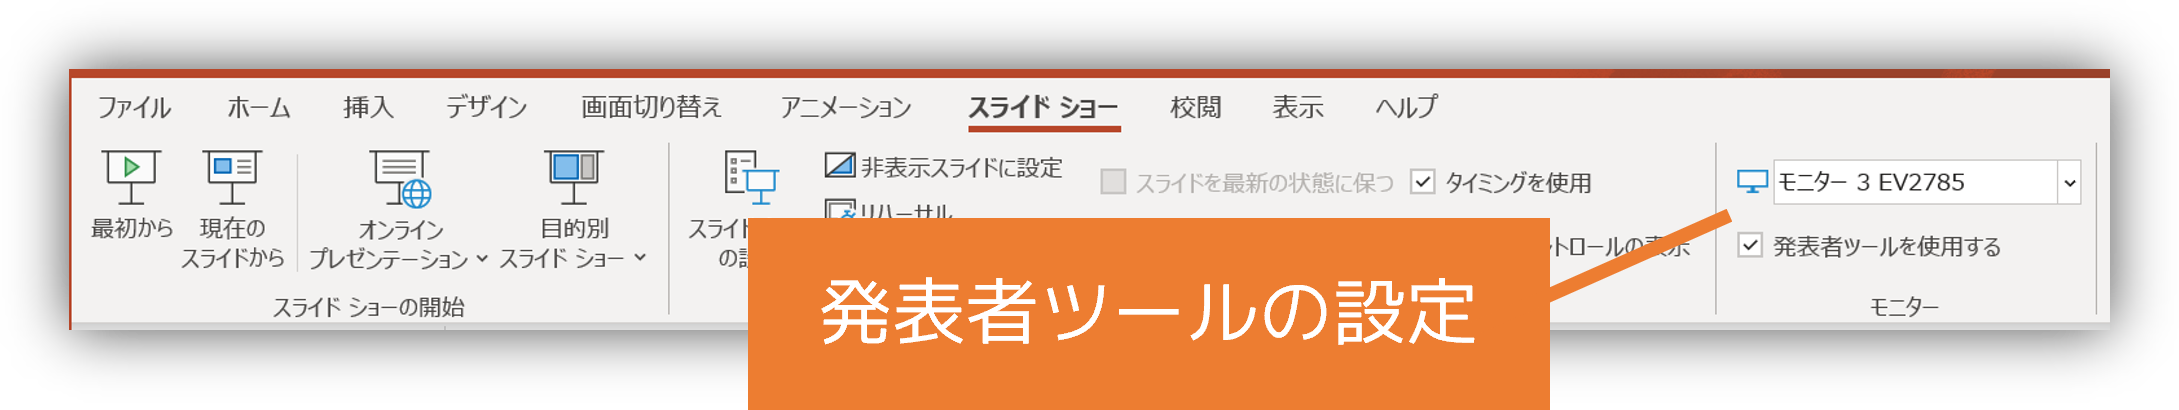 ファイル ホーム 挿入 デザイン 画面切り替え アニメーション スライド ショー 校閲 表示 ヘルプ
最初から
現在の
スライドから
オンライン
プレゼンテーション
目的別
スライド ショー
スライド ショーの開始
スライド
の
非表示スライドに設定
リハーサル
スライドを最新の状態に保つ
タイミングを使用
トロールの表示
モニター 3 EV2785
発表者ツールを使用する
モニター
発表者ツールの設定